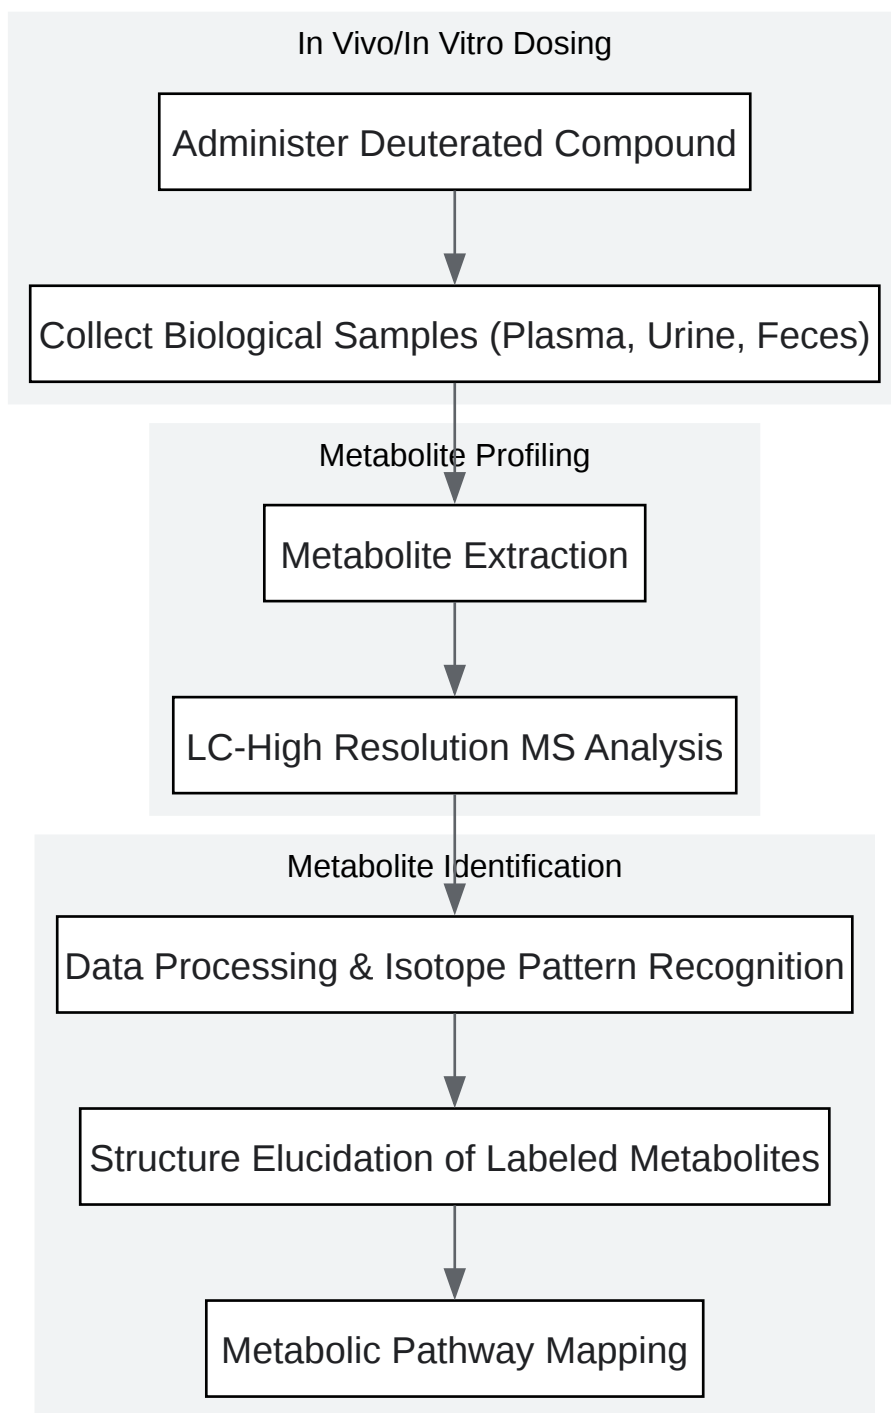 In Vivo/In Vitro Dosing
Administer Deuterated Compound
Collect Biological Samples (Plasma, Urine, Feces)
Metabolite Profiling
Metabolite Extraction
LC-High Resolution MS Analysis
Metabolite Identification
Data Processing & Isotope Pattern Recognition
Structure Elucidation of Labeled Metabolites
Metabolic Pathway Mapping